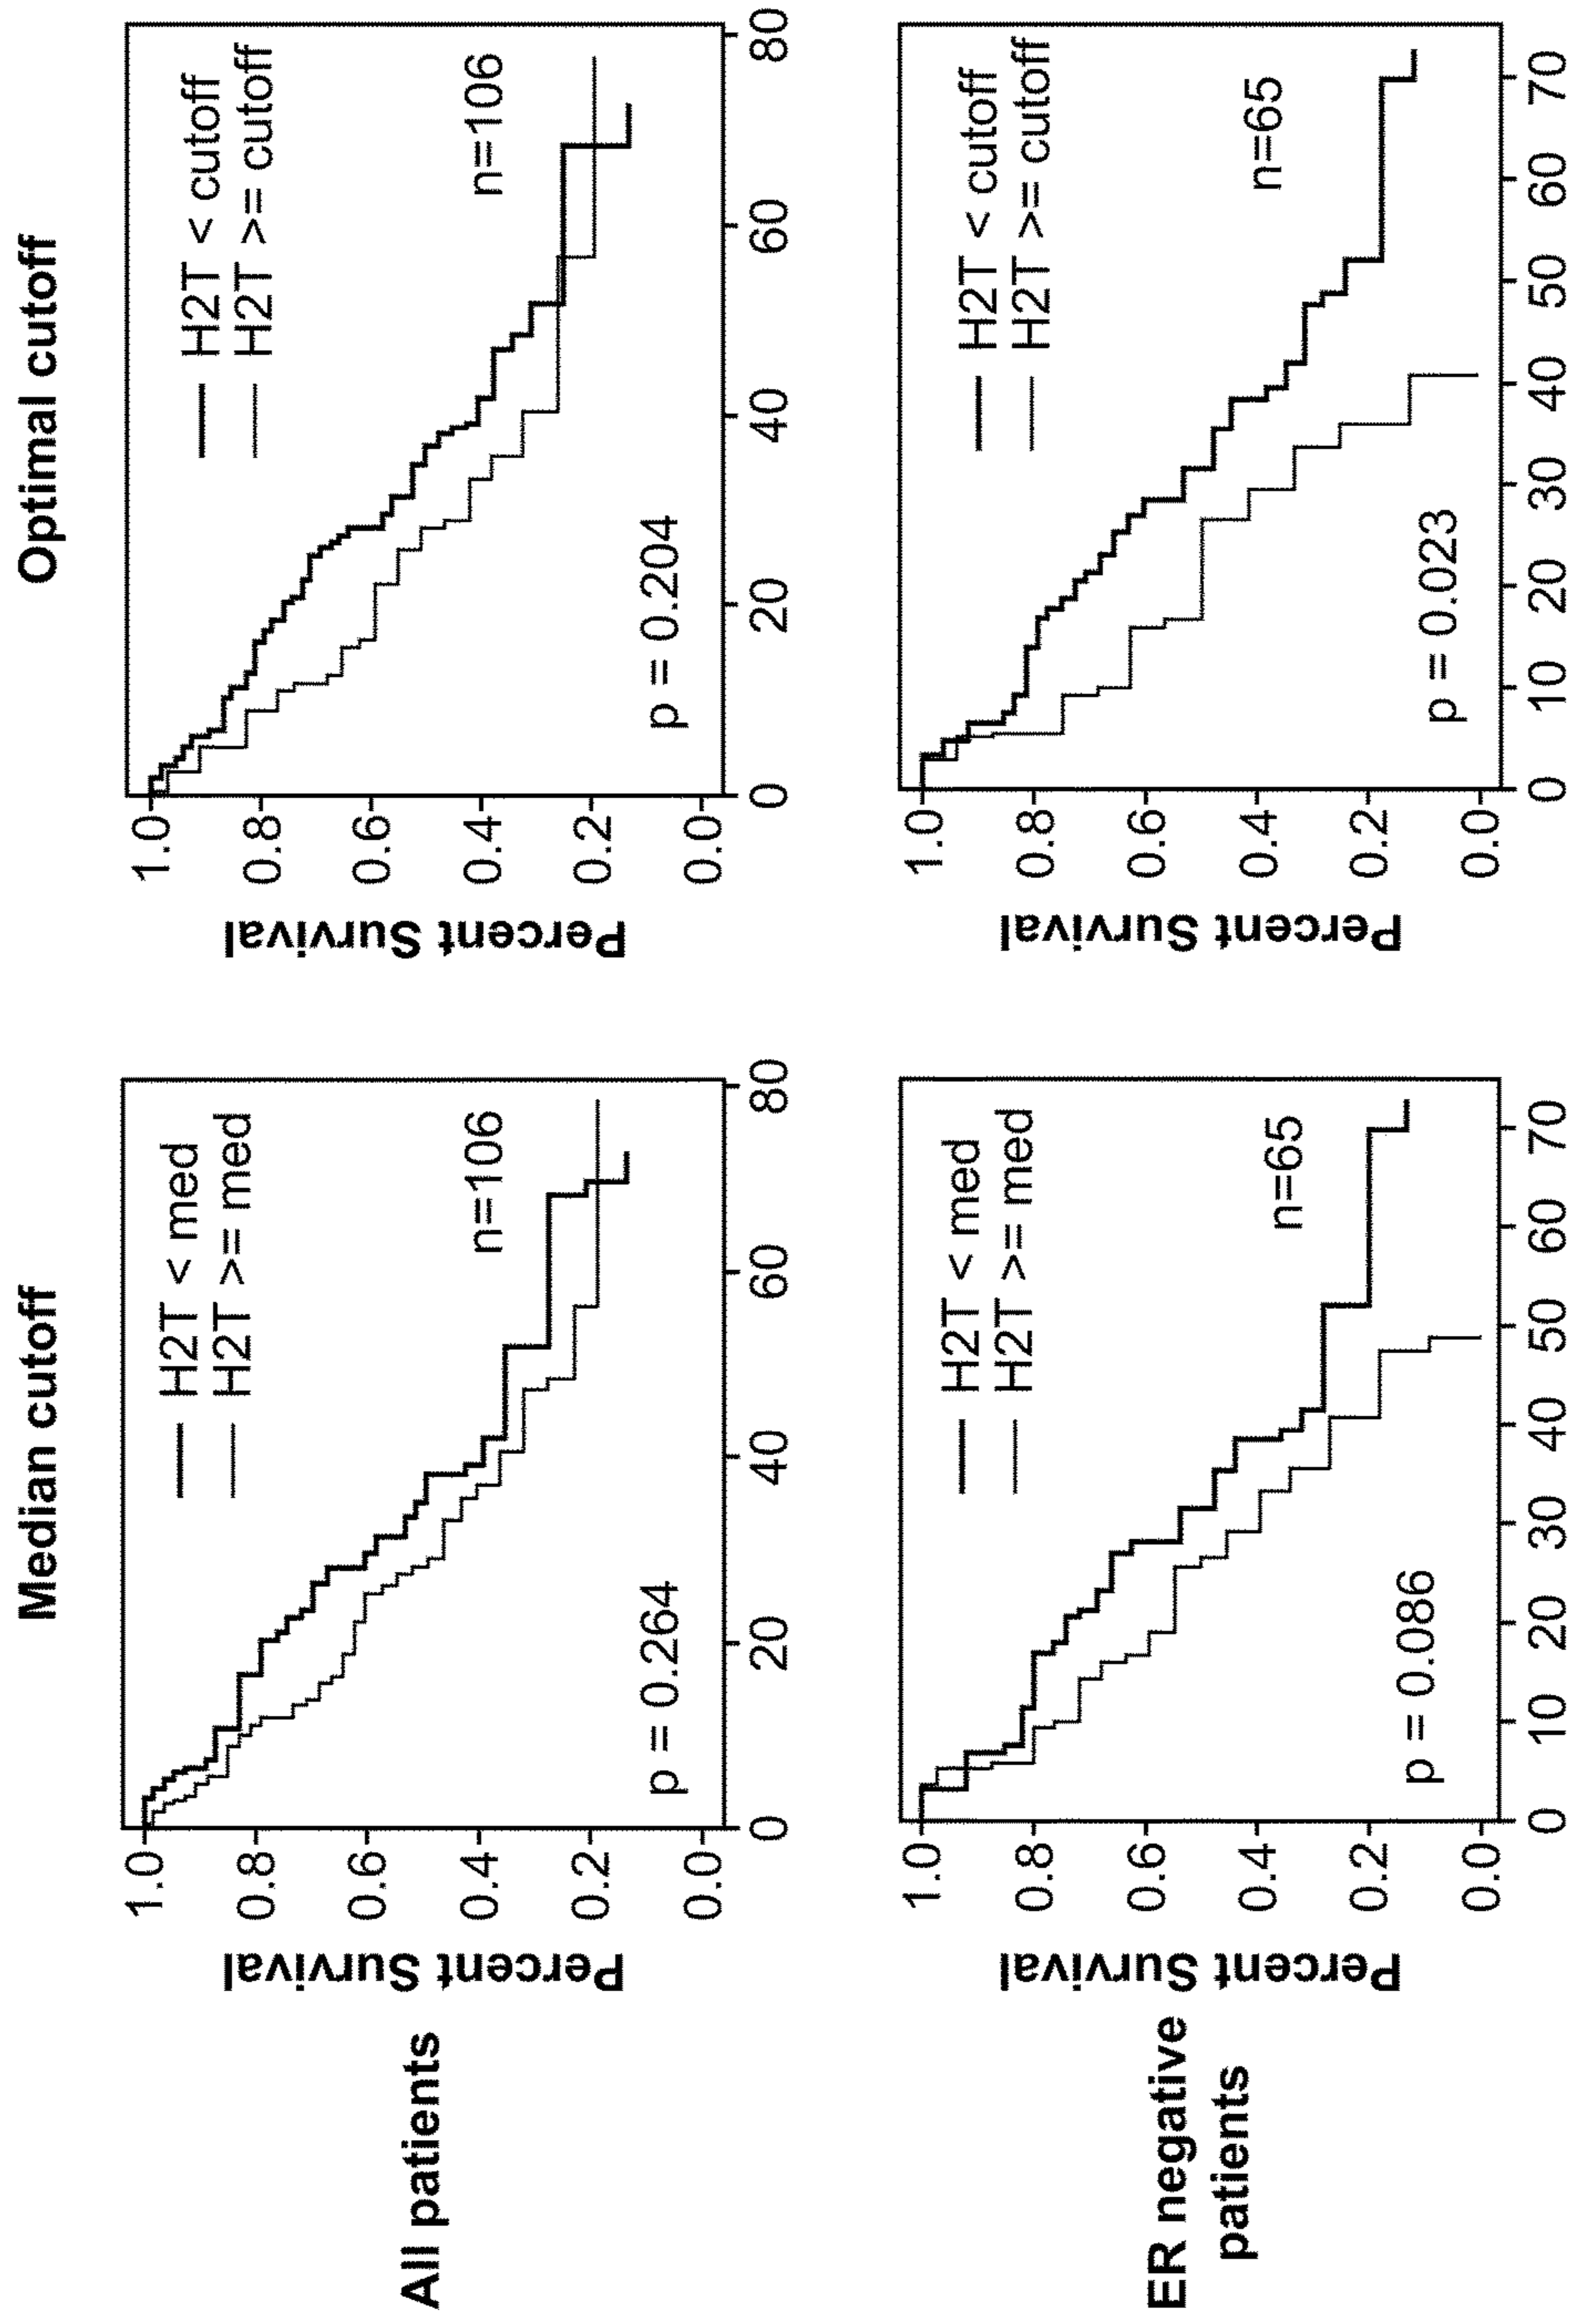 Median cutoff
Optimal cutoff
All patients
Percent Survival
1.0
0.8
0.6
0.4
0.2
0.0
H2T < med
H2T >= med
n=106
p = 0.264
0 20 40 60 80
Percent Survival
1.0
0.8
0.6
0.4
0.2
0.0
H2T < cutoff
H2T >= cutoff
n=106
p = 0.204
0 20 40 60 80
ER negative
patients
Percent Survival
1.0
0.8
0.6
0.4
0.2
0.0
H2T < med
H2T >= med
n=65
p = 0.086
0 10 20 30 40 50 60 70
Percent Survival
1.0
0.8
0.6
0.4
0.2
0.0
H2T < cutoff
H2T >= cutoff
n=65
p = 0.023
0 10 20 30 40 50 60 70